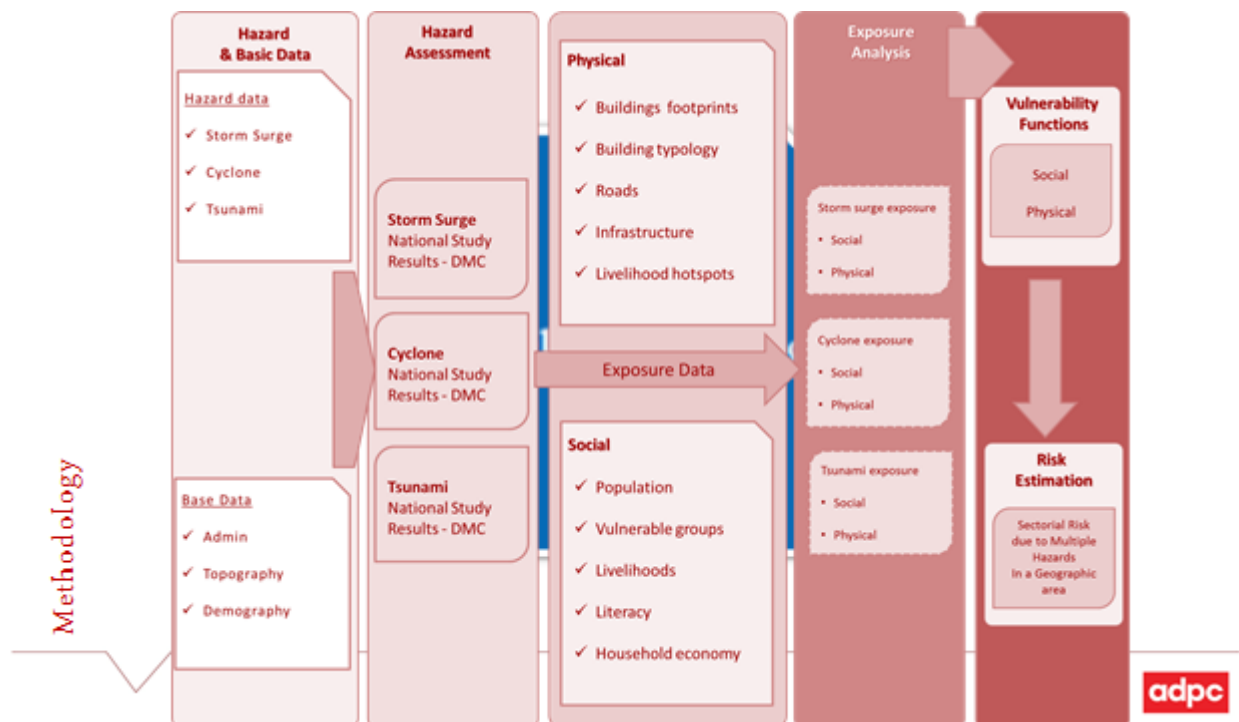 Hazard
& Basic Data
Hazard data
✓ Storm Surge
✓ Cyclone
✓ Tsunami
Base Data
✓ Admin
✓ Topography
✓ Demography
Hazard
Assessment
Storm Surge
National Study
Results - DMC
Cyclone
National Study
Results - DMC
Tsunami
National Study
Results - DMC
Physical
✓ Buildings footprints
✓ Building typology
✓ Roads
✓ Infrastructure
✓ Livelihood hotspots
Exposure Data
Social
✓ Population
✓ Vulnerable groups
✓ Livelihoods
✓ Literacy
✓ Household economy
Exposure
Analysis
Storm surge exposure
• Social
• Physical
Cyclone exposure
• Social
• Physical
Tsunami exposure
• Social
• Physical
Vulnerability
Functions
Social
Physical
Risk
Estimation
Sectorial Risk
due to Multiple
Hazards
In a Geographic
area
Methodology
adpc